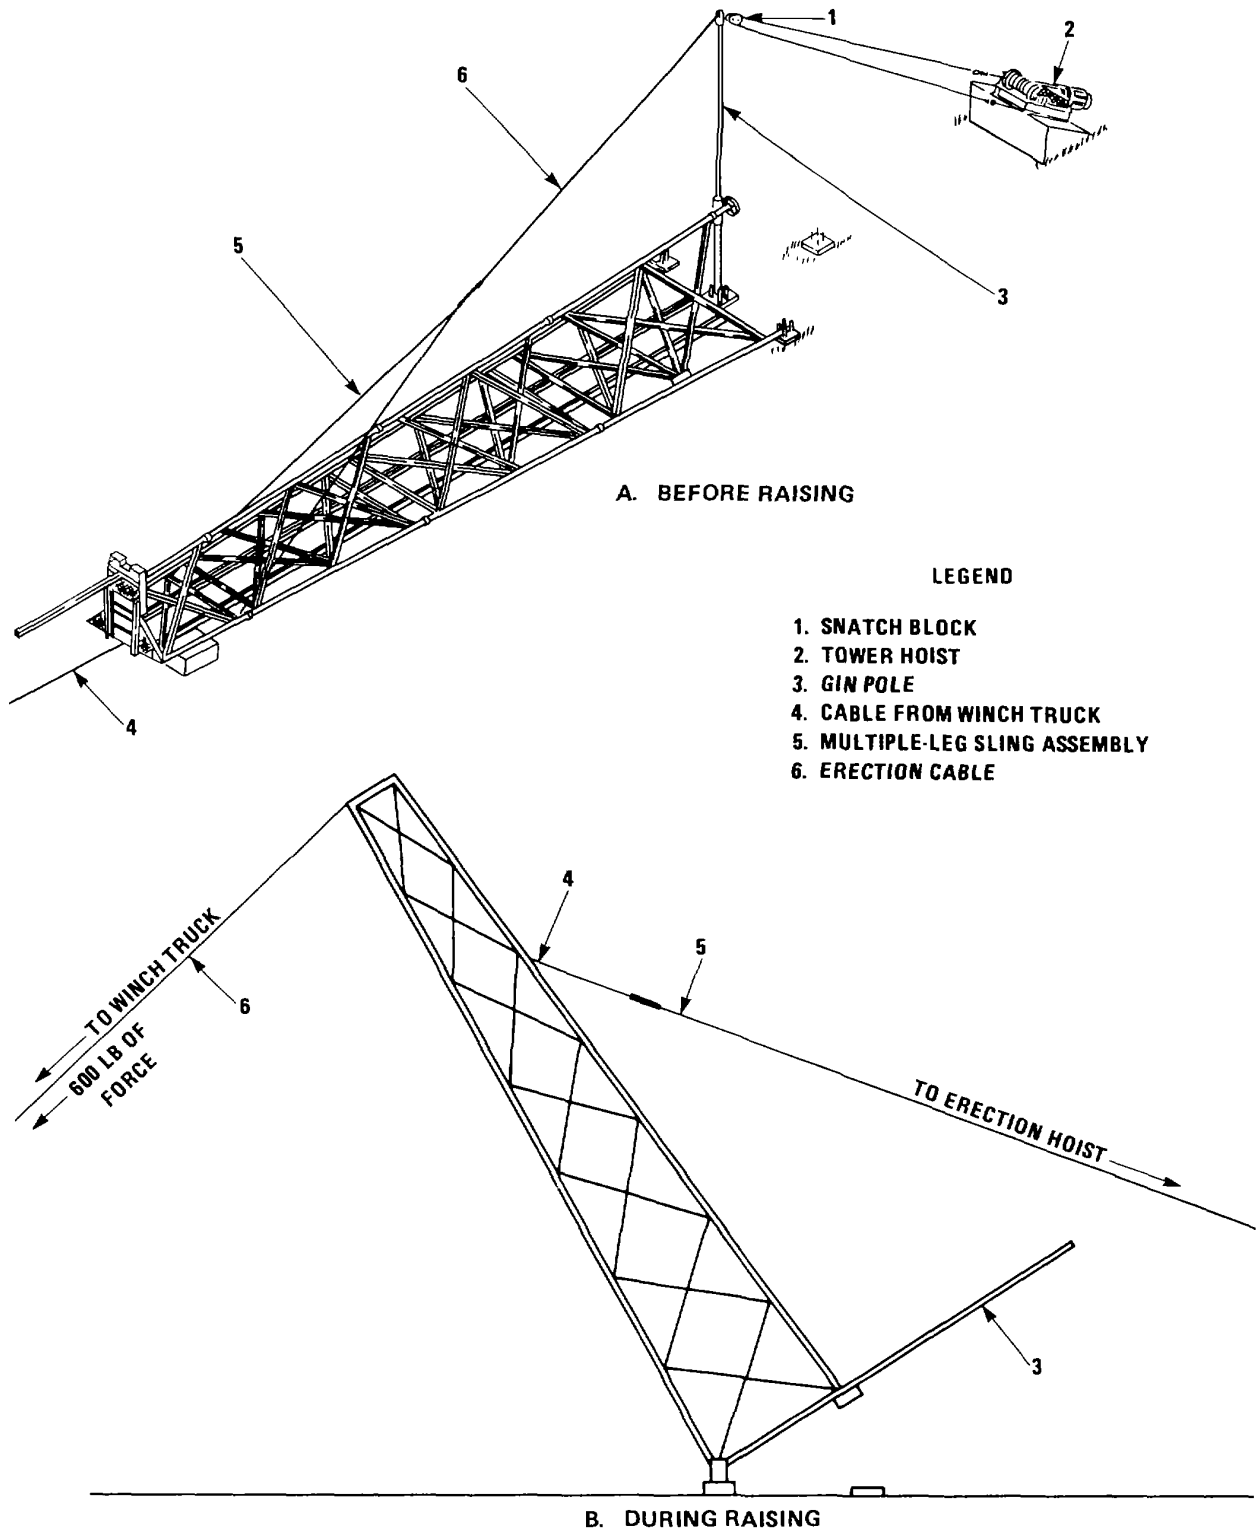 1
2
6
5
3
4
A. BEFORE RAISING
LEGEND
1. SNATCH BLOCK
2. TOWER HOIST
3. GIN POLE
4. CABLE FROM WINCH TRUCK
5. MULTIPLE-LEG SLING ASSEMBLY
6. ERECTION CABLE
4
5
6
3
TO WINCH TRUCK
600 LB OF
FORCE
TO ERECTION HOIST
B. DURING RAISING